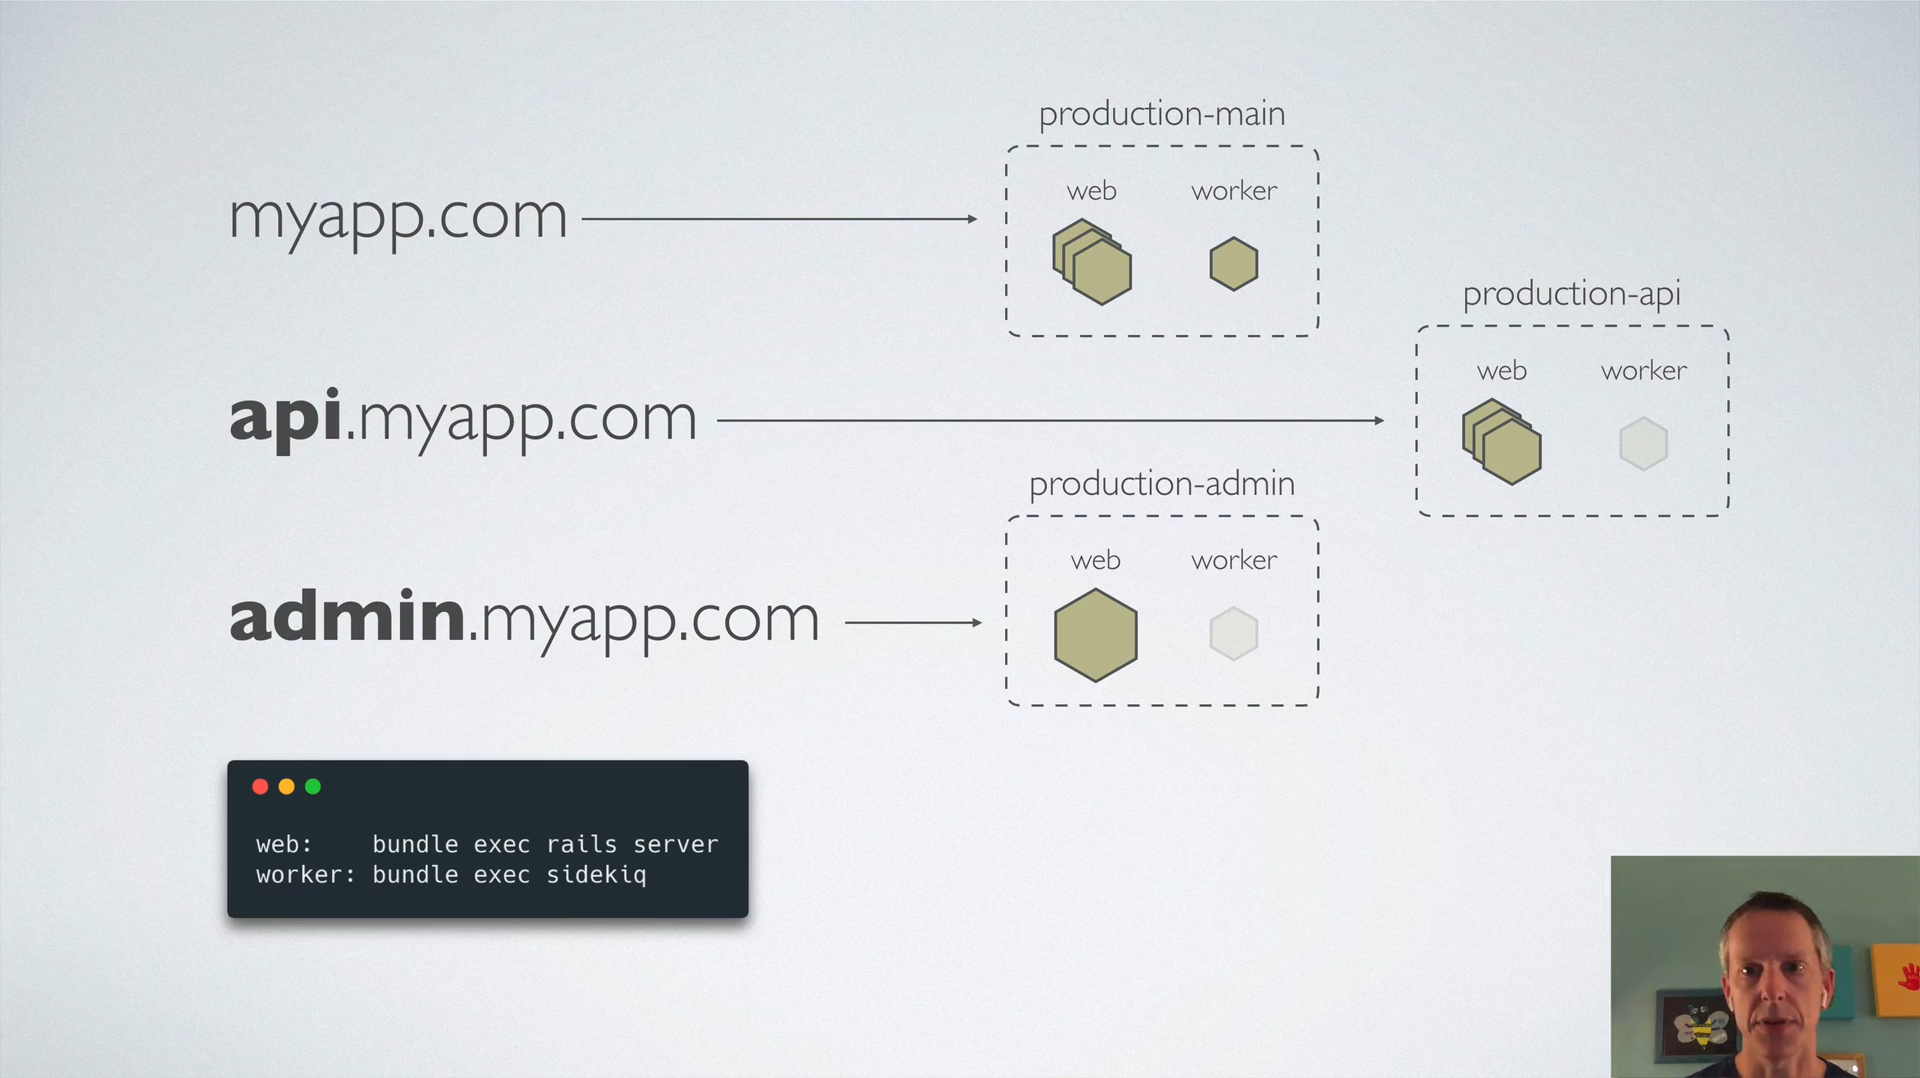 production-main
web worker
myapp.com
production-api
web worker
api.myapp.com
production-admin
web worker
admin.myapp.com
web:    bundle exec rails server
worker: bundle exec sidekiq